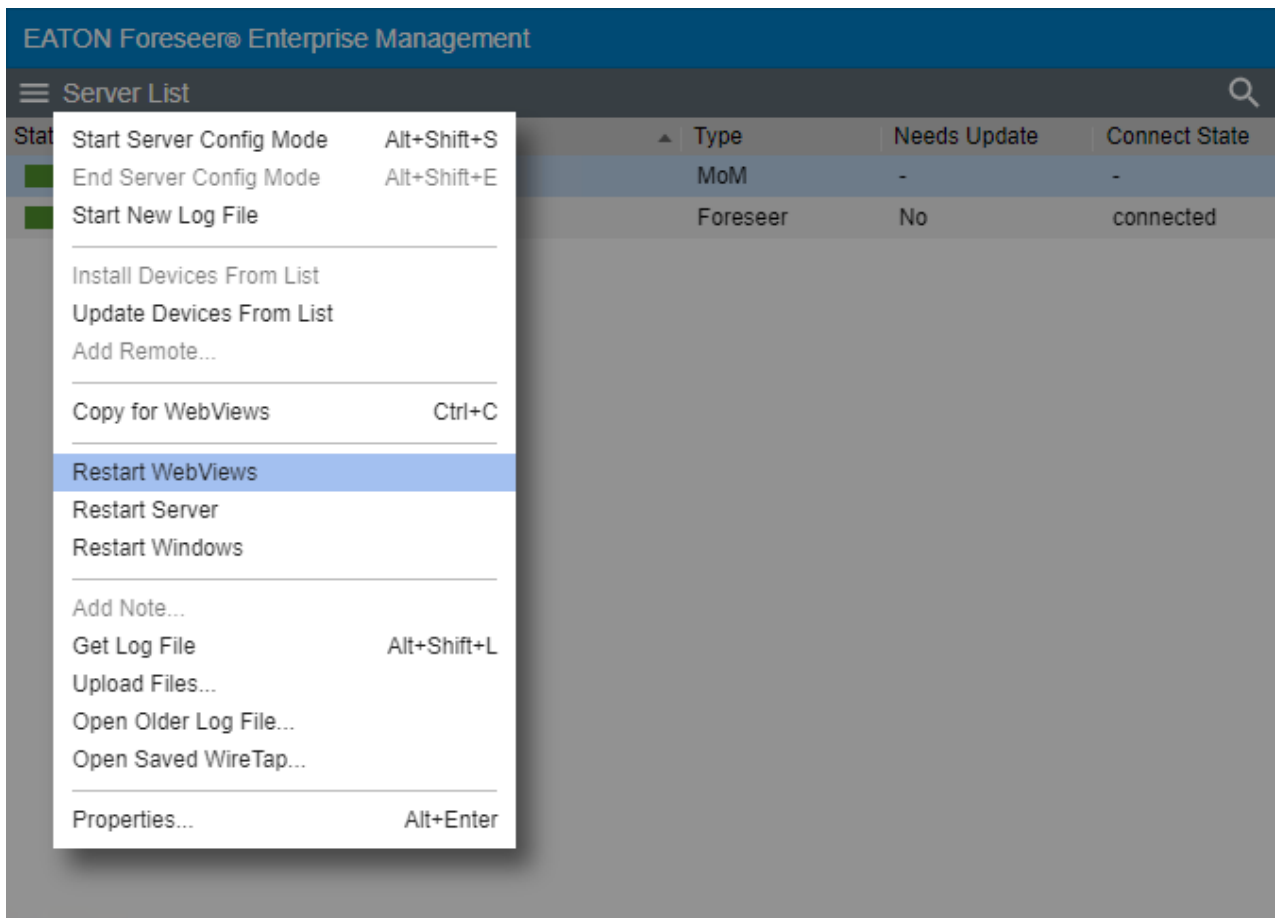 EATON Foreseer® Enterprise Management
Server List
Stat Type Needs Update Connect State
MoM - -
Foreseer No connected
Start Server Config Mode Alt+Shift+S
End Server Config Mode Alt+Shift+E
Start New Log File
Install Devices From List
Update Devices From List
Add Remote...
Copy for WebViews Ctrl+C
Restart WebViews
Restart Server
Restart Windows
Add Note...
Get Log File Alt+Shift+L
Upload Files...
Open Older Log File...
Open Saved WireTap...
Properties... Alt+Enter